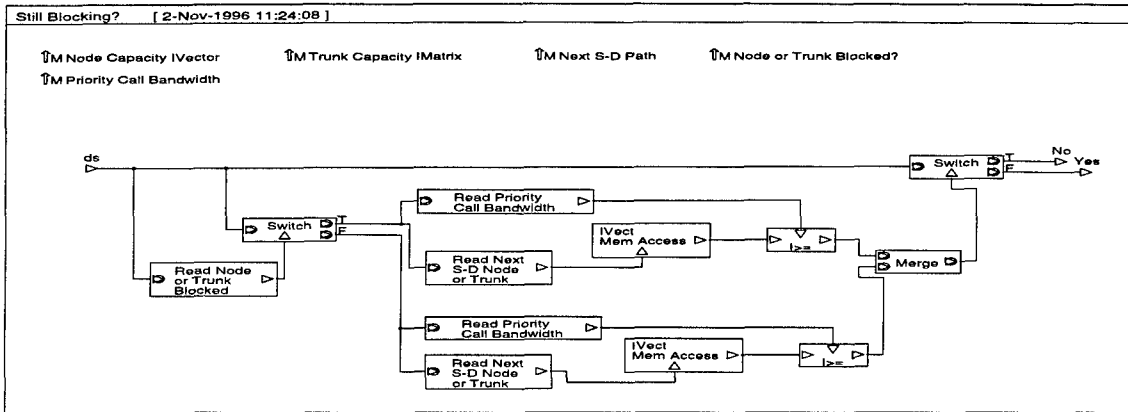 Still Blocking? [ 2-Nov-1996 11:24:08 ]
⇑M Node Capacity IVector ⇑M Trunk Capacity IMatrix ⇑M Next S-D Path ⇑M Node or Trunk Blocked?
⇑M Priority Call Bandwidth
ds
Switch
T
F
No
Yes
Read Priority
Call Bandwidth
Switch
T
F
IVect
Mem Access
I>=
Read Node
or Trunk
Blocked
Read Next
S-D Node
or Trunk
Merge
Read Priority
Call Bandwidth
IVect
Mem Access
I>=
Read Next
S-D Node
or Trunk